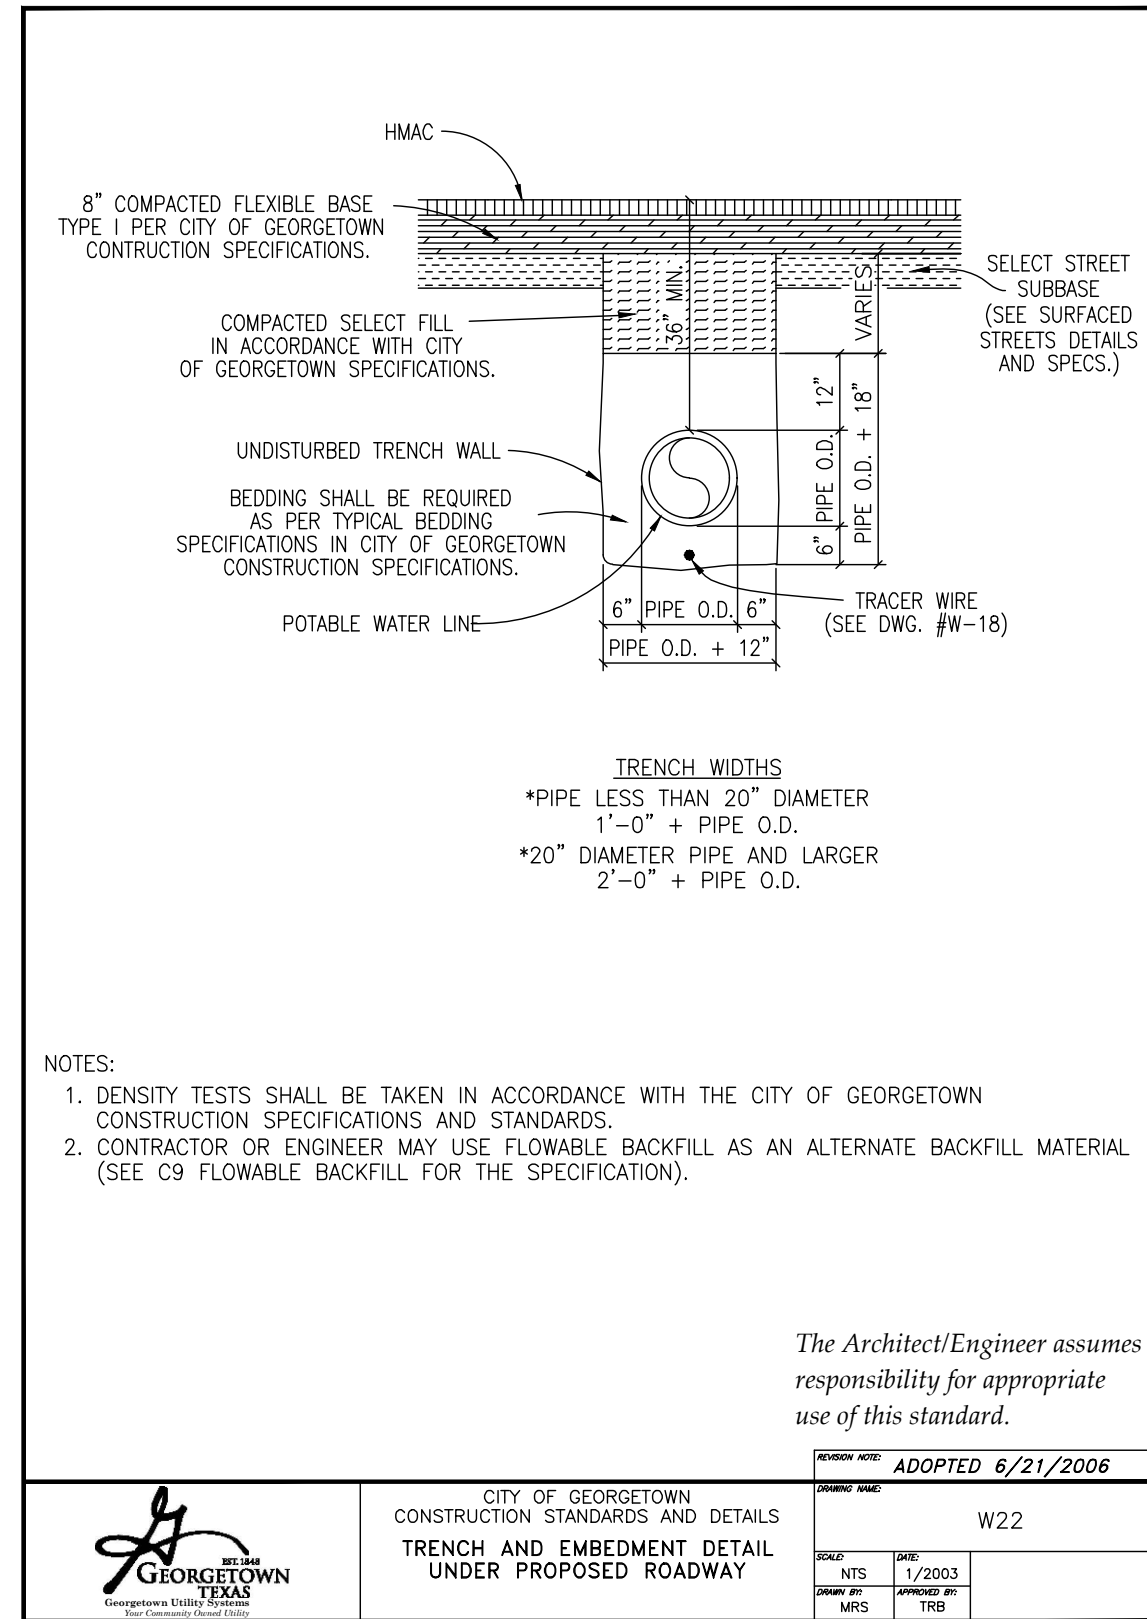 HMAC
8" COMPACTED FLEXIBLE BASE
TYPE I PER CITY OF GEORGETOWN
CONTRUCTION SPECIFICATIONS.
COMPACTED SELECT FILL
IN ACCORDANCE WITH CITY
OF GEORGETOWN SPECIFICATIONS.
UNDISTURBED TRENCH WALL
BEDDING SHALL BE REQUIRED
AS PER TYPICAL BEDDING
SPECIFICATIONS IN CITY OF GEORGETOWN
CONSTRUCTION SPECIFICATIONS.
POTABLE WATER LINE
36" MIN.
VARIES
SELECT STREET
SUBBASE
(SEE SURFACED
STREETS DETAILS
AND SPECS.)
12"
PIPE O.D.
6"
PIPE O.D. + 18"
TRACER WIRE
(SEE DWG. #W-18)
6" PIPE O.D. 6"
PIPE O.D. + 12"
TRENCH WIDTHS
*PIPE LESS THAN 20" DIAMETER
1'-0" + PIPE O.D.
*20" DIAMETER PIPE AND LARGER
2'-0" + PIPE O.D.
NOTES:
1. DENSITY TESTS SHALL BE TAKEN IN ACCORDANCE WITH THE CITY OF GEORGETOWN
CONSTRUCTION SPECIFICATIONS AND STANDARDS.
2. CONTRACTOR OR ENGINEER MAY USE FLOWABLE BACKFILL AS AN ALTERNATE BACKFILL MATERIAL
(SEE C9 FLOWABLE BACKFILL FOR THE SPECIFICATION).
The Architect/Engineer assumes
responsibility for appropriate
use of this standard.
REVISION NOTE: ADOPTED 6/21/2006
EST. 1848
GEORGETOWN
TEXAS
Georgetown Utility Systems
Your Community Owned Utility
CITY OF GEORGETOWN
CONSTRUCTION STANDARDS AND DETAILS
TRENCH AND EMBEDMENT DETAIL
UNDER PROPOSED ROADWAY
DRAWING NAME:
W22
SCALE:
NTS
DATE:
1/2003
DRAWN BY:
MRS
APPROVED BY:
TRB